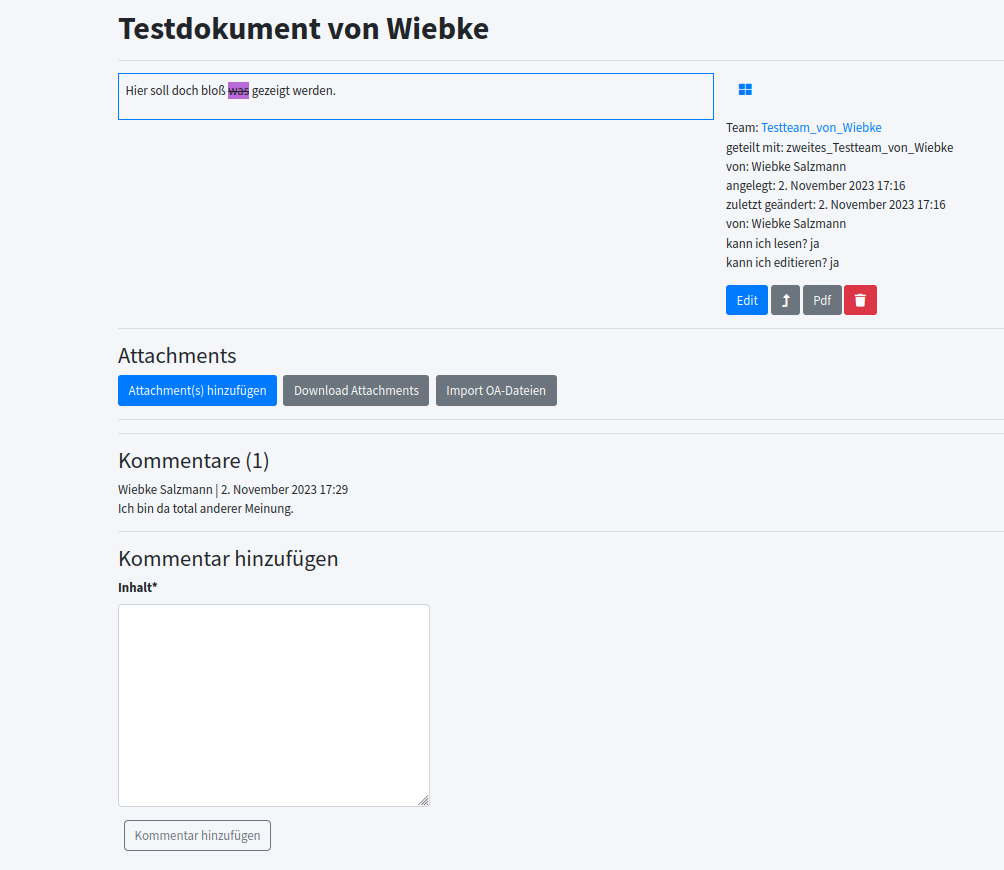 Testdokument von Wiebke
Hier soll doch bloß was gezeigt werden.
Team: Testteam_von_Wiebke
geteilt mit: zweites_Testteam_von_Wiebke
von: Wiebke Salzmann
angelegt: 2. November 2023 17:16
zuletzt geändert: 2. November 2023 17:16
von: Wiebke Salzmann
kann ich lesen? ja
kann ich editieren? ja
Edit Pdf
Attachments
Attachment(s) hinzufügen Download Attachments Import OA-Dateien
Kommentare (1)
Wiebke Salzmann | 2. November 2023 17:29
Ich bin da total anderer Meinung.
Kommentar hinzufügen
Inhalt*
Kommentar hinzufügen